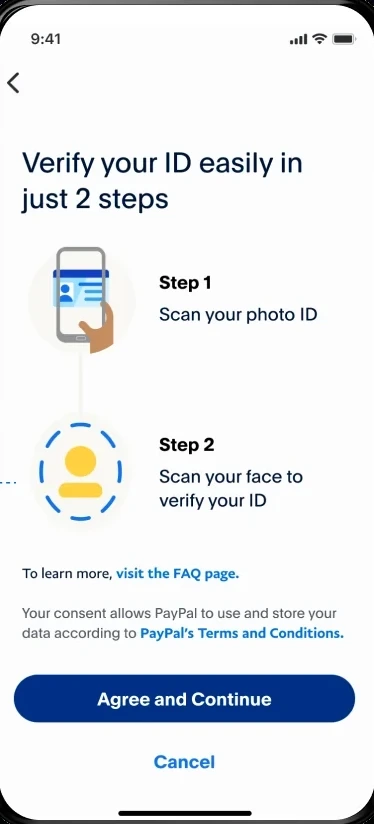 9:41
Verify your ID easily in
just 2 steps
Step 1
Scan your photo ID
Step 2
Scan your face to
verify your ID
To learn more, visit the FAQ page.
Your consent allows PayPal to use and store your
data according to PayPal's Terms and Conditions.
Agree and Continue
Cancel